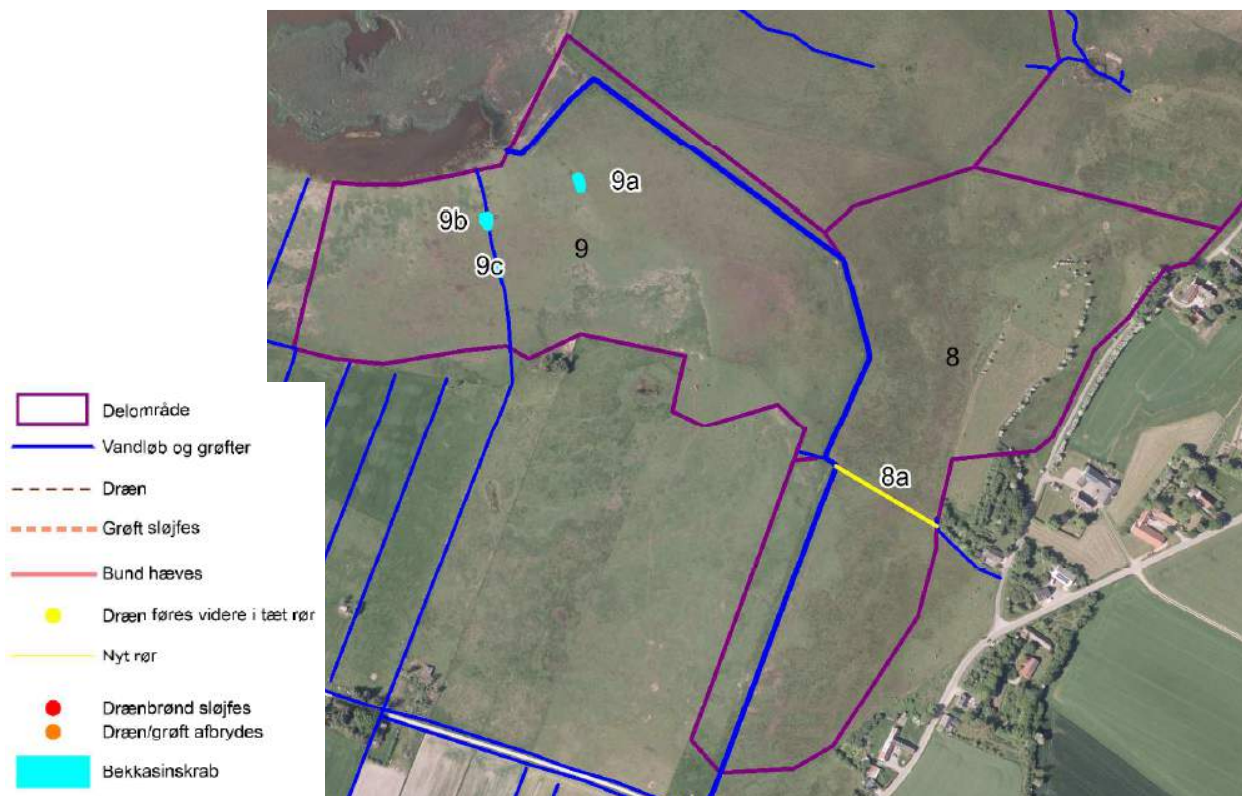 9a
9b
9c
9
8
8a
Delområde
Vandløb og grøfter
Dræn
Grøft sløjfes
Bund hæves
Dræn føres videre i tæt rør
Nyt rør
Drænbrønd sløjfes
Dræn/grøft afbrydes
Bekkasinskrab